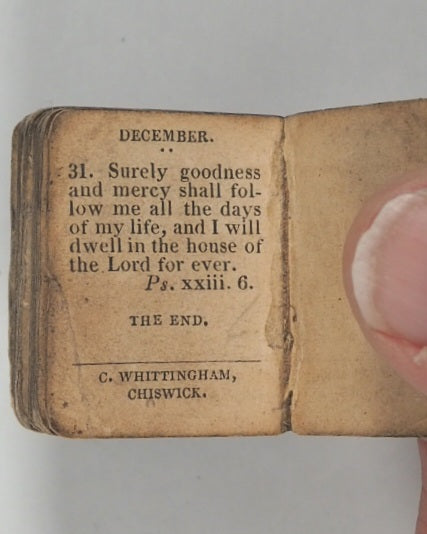 DECEMBER.
31. Surely goodness
and mercy shall fol-
low me all the days
of my life, and I will
dwell in the house of
the Lord for ever.
Ps. xxiii. 6.
THE END.
C. WHITTINGHAM,
CHISWICK.